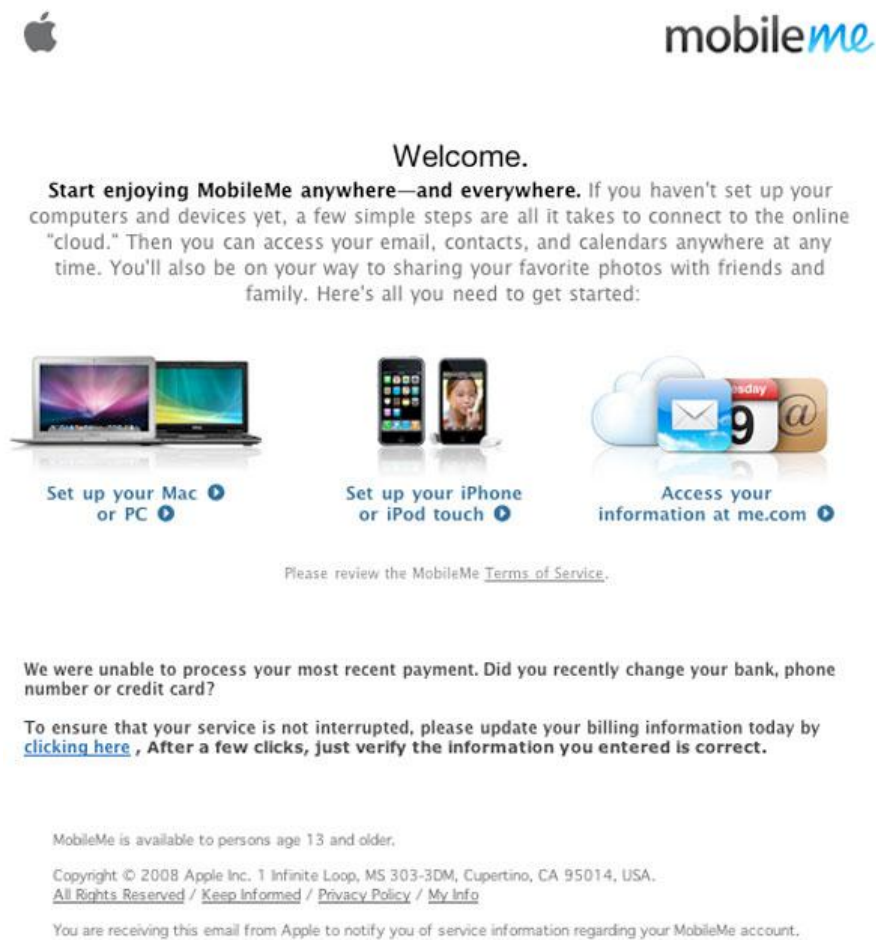 mobileme
Welcome.
Start enjoying MobileMe anywhere—and everywhere. If you haven't set up your
computers and devices yet, a few simple steps are all it takes to connect to the online
"cloud." Then you can access your email, contacts, and calendars anywhere at any
time. You'll also be on your way to sharing your favorite photos with friends and
family. Here's all you need to get started:
sday
9
@
Set up your Mac
or PC
Set up your iPhone
or iPod touch
Access your
information at me.com
Please review the MobileMe Terms of Service.
We were unable to process your most recent payment. Did you recently change your bank, phone
number or credit card?
To ensure that your service is not interrupted, please update your billing information today by
clicking here , After a few clicks, just verify the information you entered is correct.
MobileMe is available to persons age 13 and older.
Copyright © 2008 Apple Inc. 1 Infinite Loop, MS 303-3DM, Cupertino, CA 95014, USA.
All Rights Reserved / Keep Informed / Privacy Policy / My Info
You are receiving this email from Apple to notify you of service information regarding your MobileMe account.